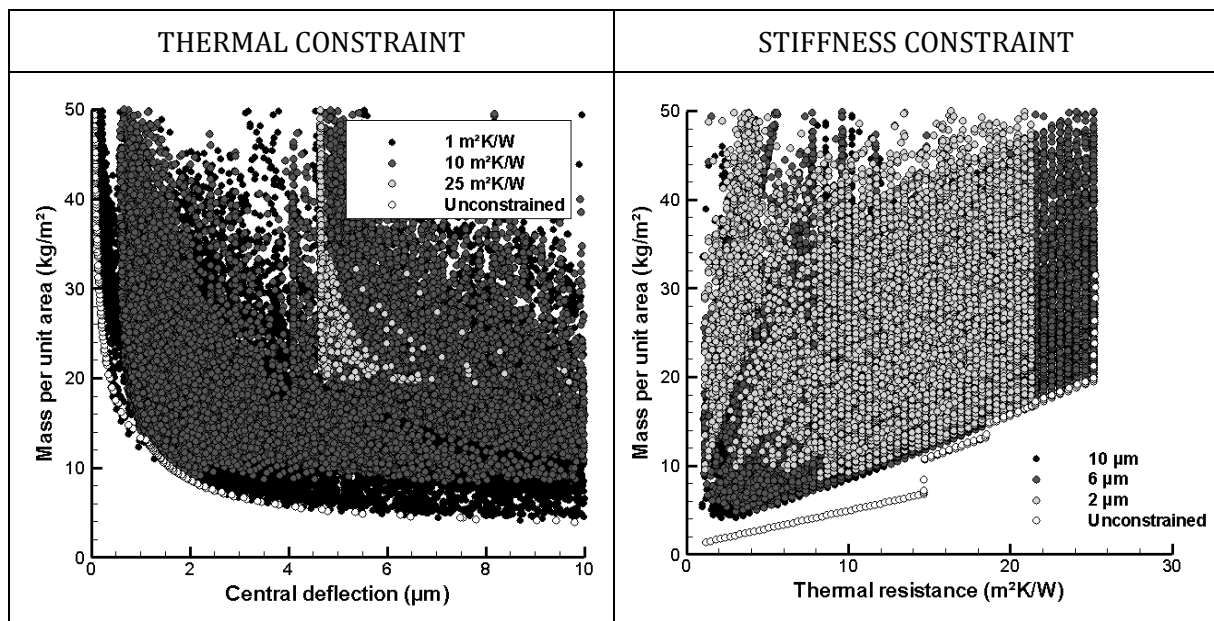 THERMAL CONSTRAINT
STIFFNESS CONSTRAINT
50
40
30
20
10
0
Mass per unit area (kg/m²)
1 m²K/W
10 m²K/W
25 m²K/W
Unconstrained
0
2
4
6
8
10
Central deflection (µm)
50
40
30
20
10
0
Mass per unit area (kg/m²)
10 µm
6 µm
2 µm
Unconstrained
0
10
20
30
Thermal resistance (m²K/W)